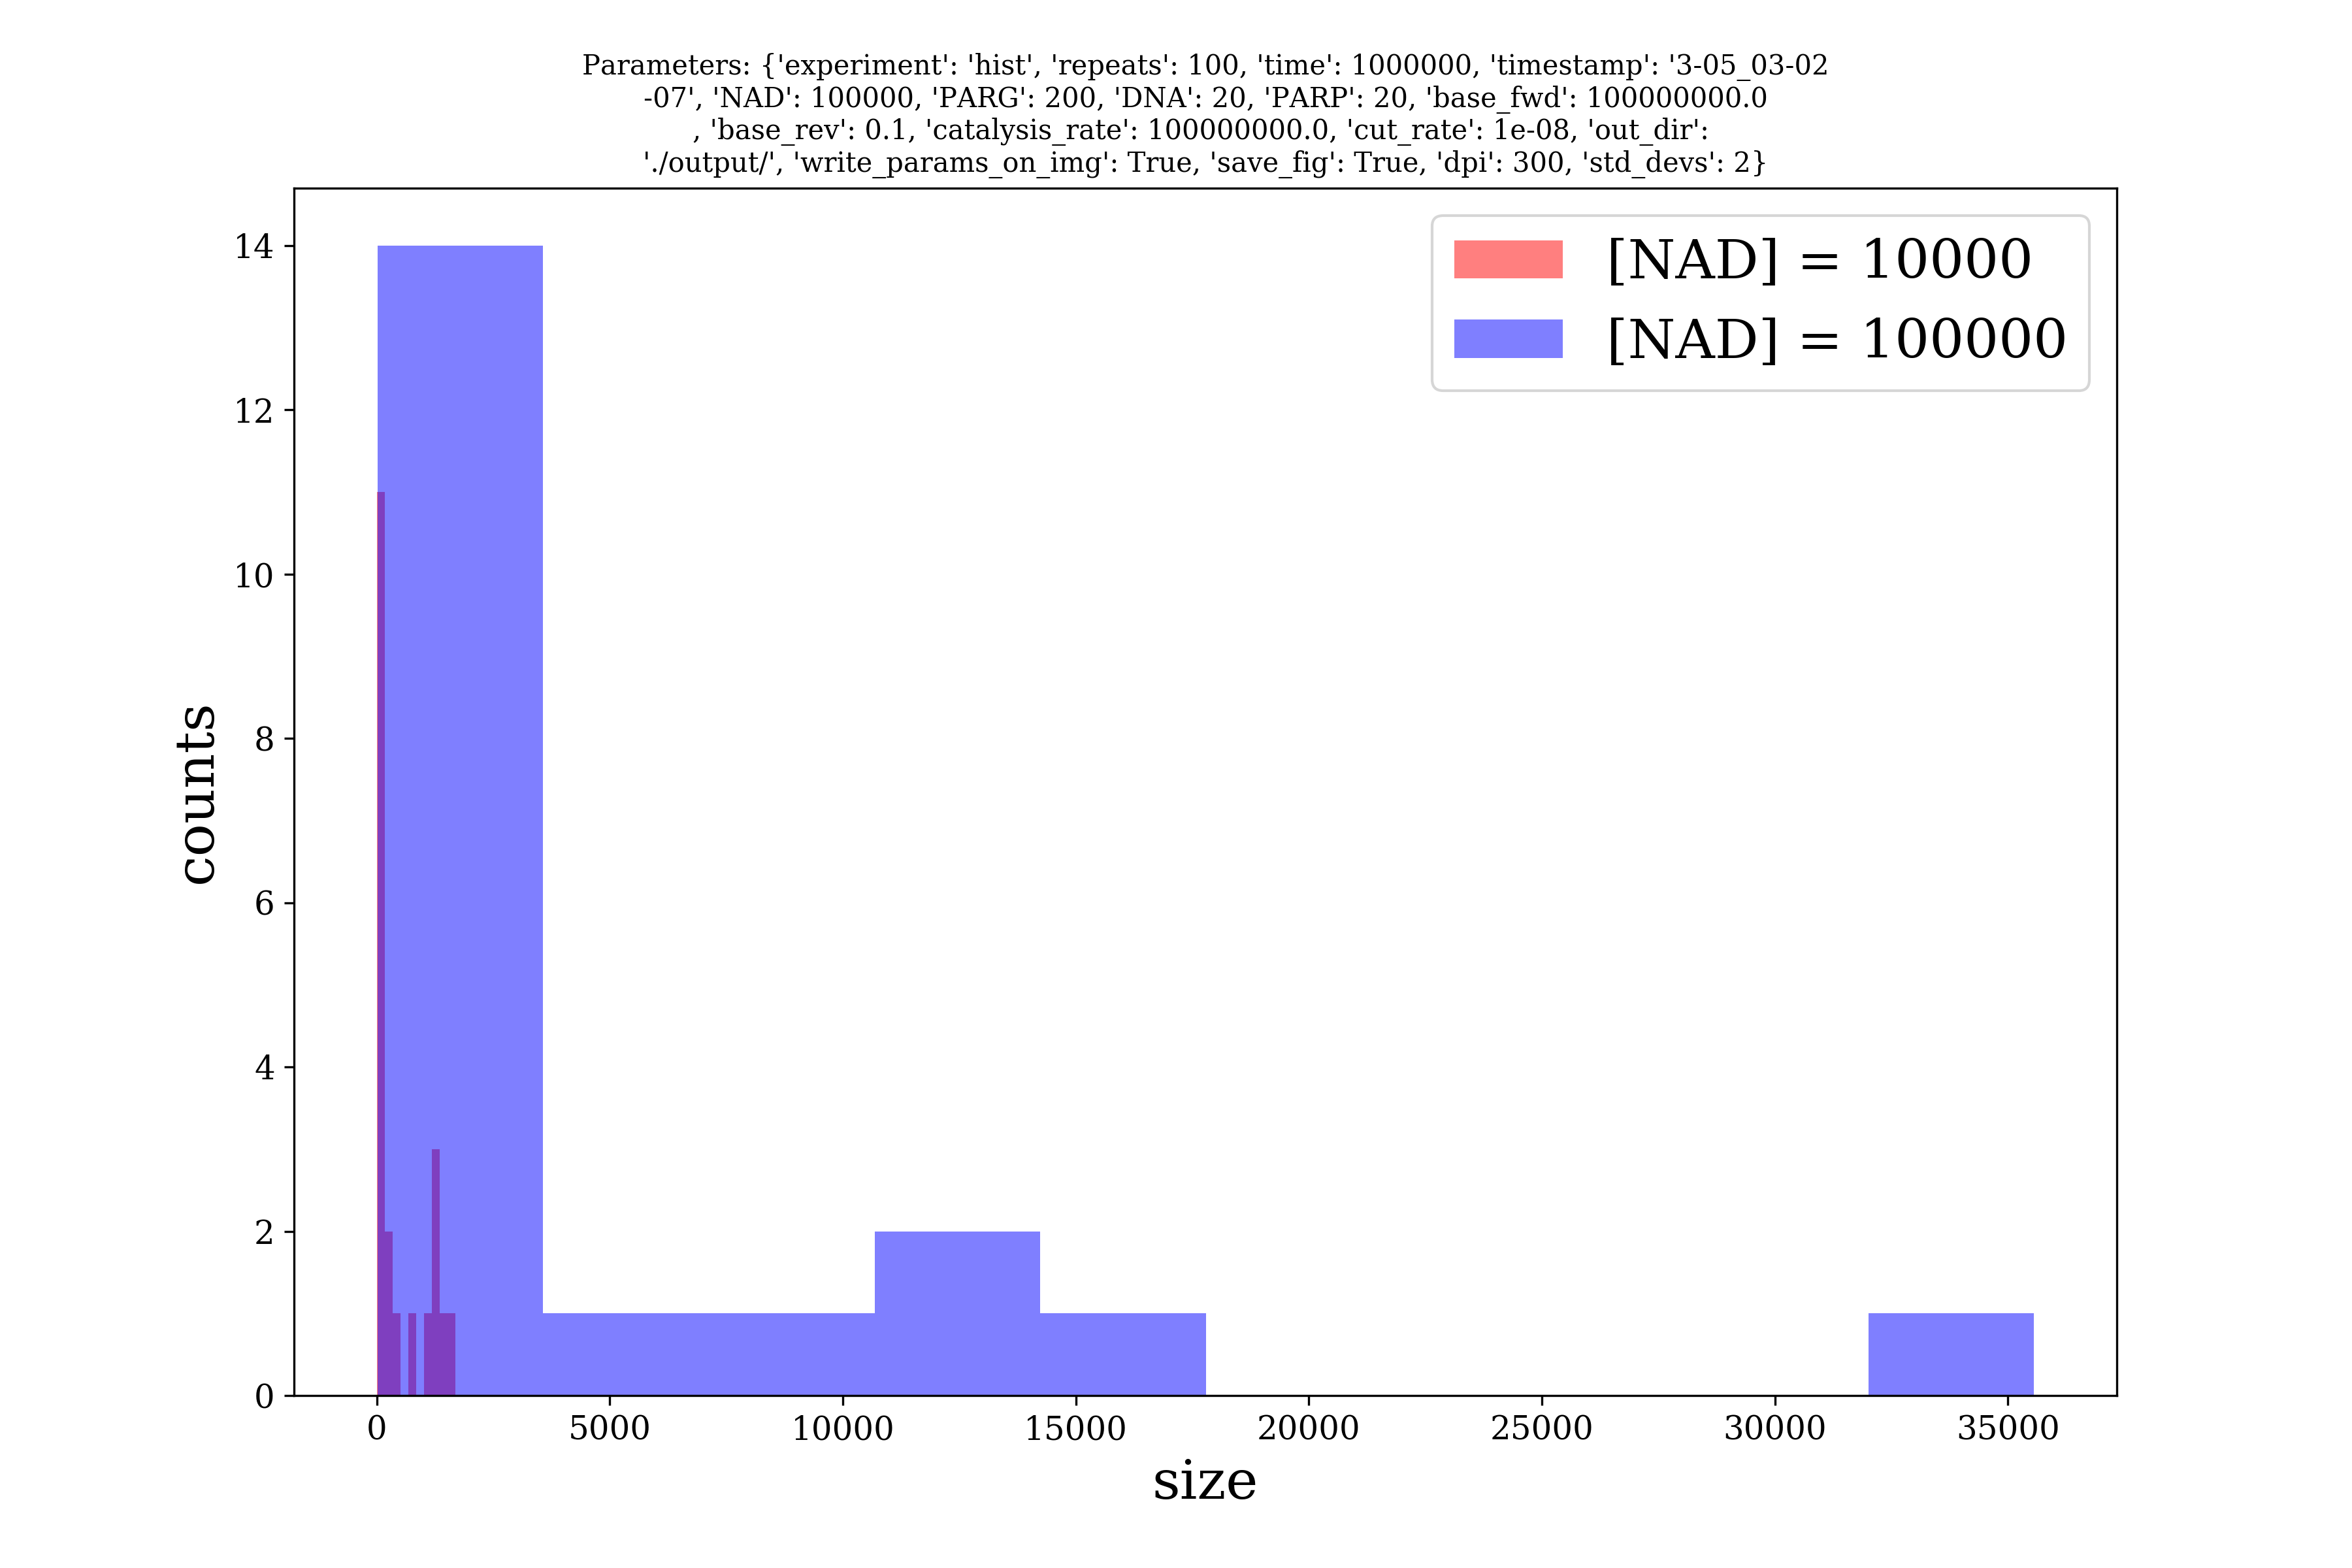 Parameters: {'experiment': 'hist', 'repeats': 100, 'time': 1000000, 'timestamp': '3-05_03-02
-07', 'NAD': 100000, 'PARG': 200, 'DNA': 20, 'PARP': 20, 'base_fwd': 100000000.0
, 'base_rev': 0.1, 'catalysis_rate': 100000000.0, 'cut_rate': 1e-08, 'out_dir':
'./output/', 'write_params_on_img': True, 'save_fig': True, 'dpi': 300, 'std_devs': 2}
[NAD] = 10000
[NAD] = 100000
14
12
10
8
6
4
2
0
counts
0 5000 10000 15000 20000 25000 30000 35000
size